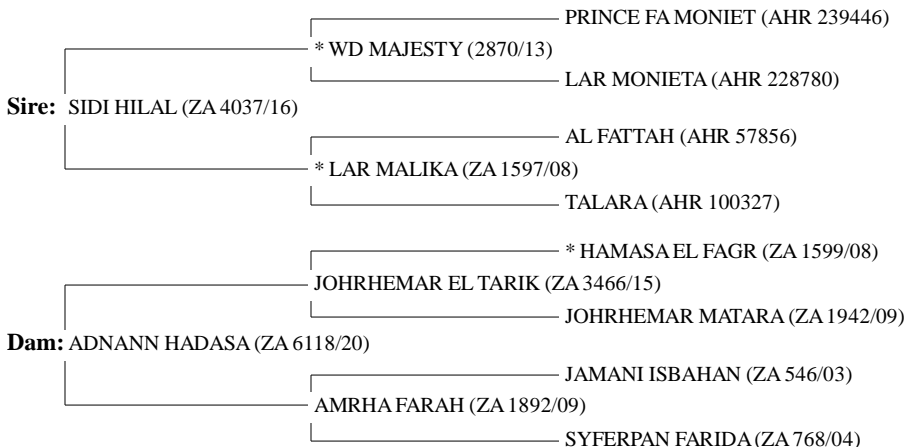 PRINCE FA MONIET (AHR 239446)
* WD MAJESTY (2870/13)
LAR MONIETA (AHR 228780)
Sire: SIDI HILAL (ZA 4037/16)
AL FATTAH (AHR 57856)
* LAR MALIKA (ZA 1597/08)
TALARA (AHR 100327)
* HAMASA EL FAGR (ZA 1599/08)
JOHRHEMAR EL TARIK (ZA 3466/15)
JOHRHEMAR MATARA (ZA 1942/09)
Dam: ADNANN HADASA (ZA 6118/20)
JAMANI ISBAHAN (ZA 546/03)
AMRHA FARAH (ZA 1892/09)
SYFERPAN FARIDA (ZA 768/04)